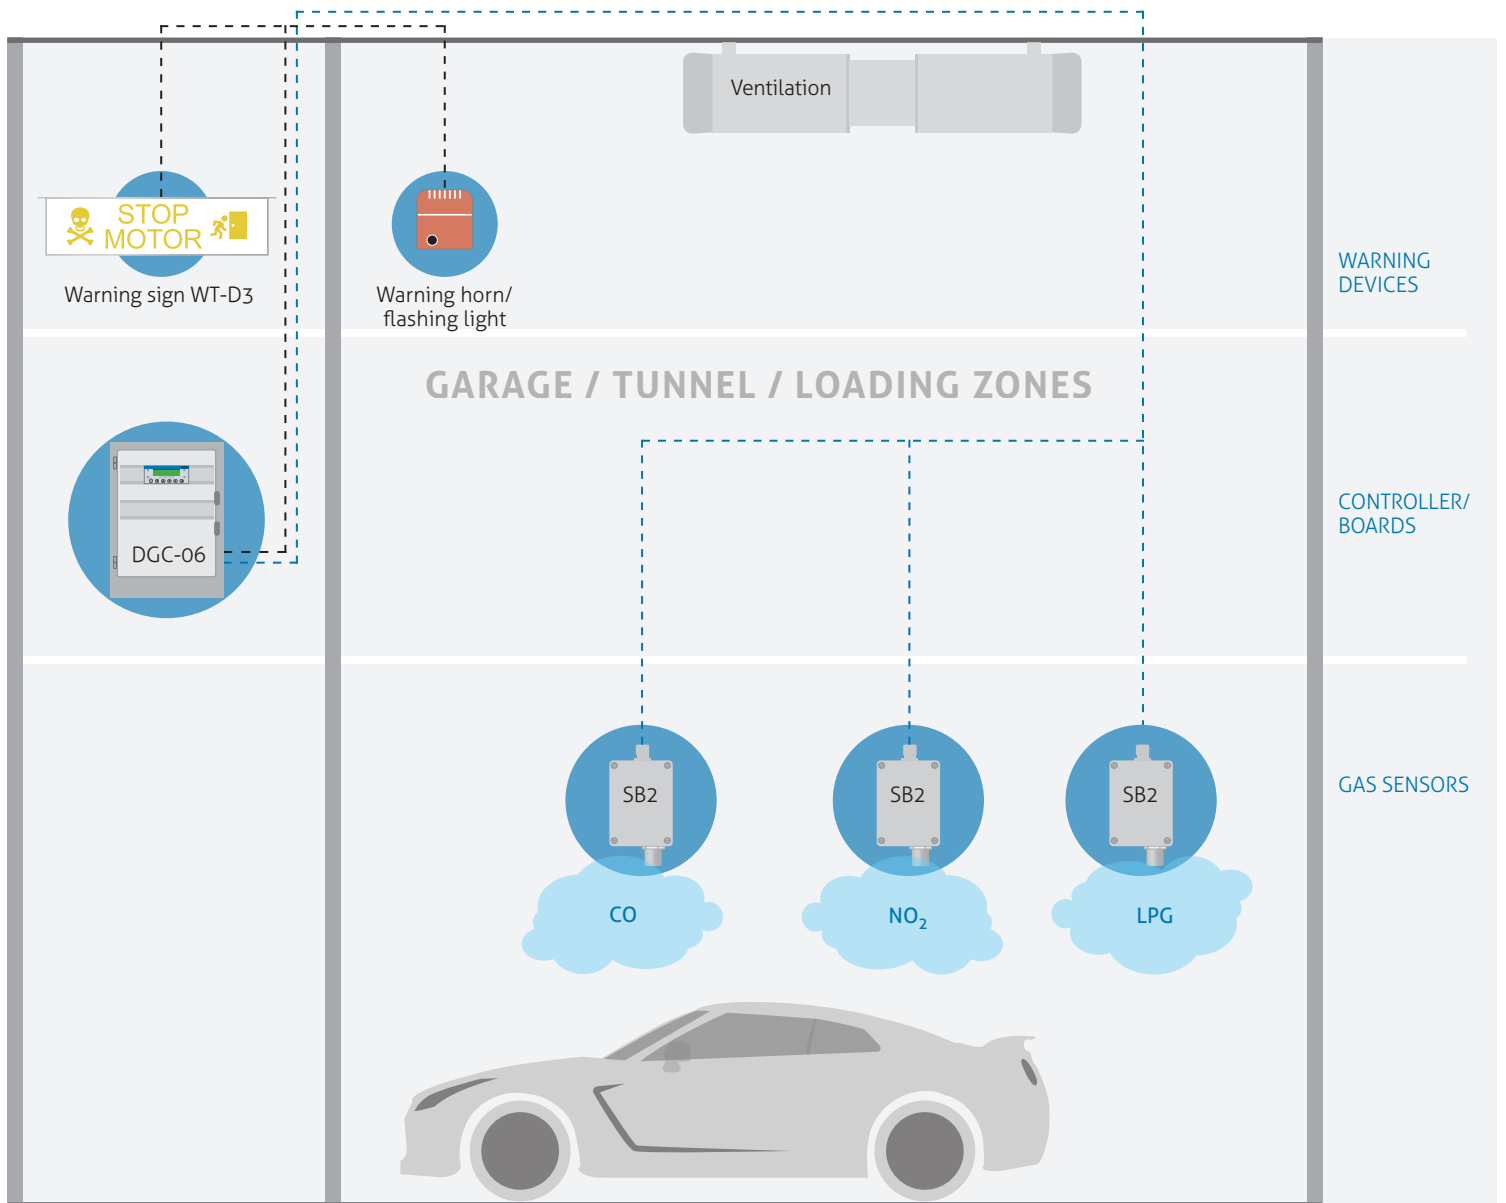 Ventilation
STOP
MOTOR
Warning sign WT-D3
Warning horn/
flashing light
WARNING
DEVICES
GARAGE / TUNNEL / LOADING ZONES
DGC-06
CONTROLLER/
BOARDS
SB2
SB2
SB2
GAS SENSORS
CO
NO₂
LPG